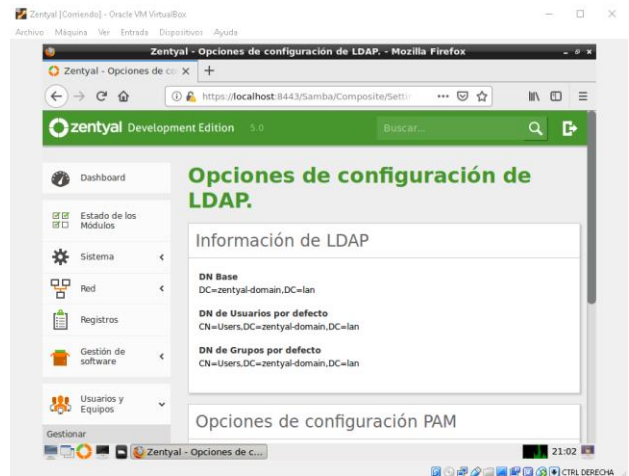 Zentyal [Corriendo] - Oracle VM VirtualBox
Archivo Máquina Ver Entrada Dispositivos Ayuda
Zentyal - Opciones de configuración de LDAP. - Mozilla Firefox
Zentyal - Opciones de co
https://localhost:8443/Samba/Composite/Setti
zentyal Development Edition 5.0
Buscar...
Dashboard
Estado de los
Módulos
Sistema
Red
Registros
Gestión de
software
Usuarios y
Equipos
Gestionar
Opciones de configuración de
LDAP.
Información de LDAP
DN Base
DC=zentyal-domain,DC=lan
DN de Usuarios por defecto
CN=Users,DC=zentyal-domain,DC=lan
DN de Grupos por defecto
CN=Users,DC=zentyal-domain,DC=lan
Opciones de configuración PAM
Zentyal - Opciones de c...
21:02
CTRL DERECHA